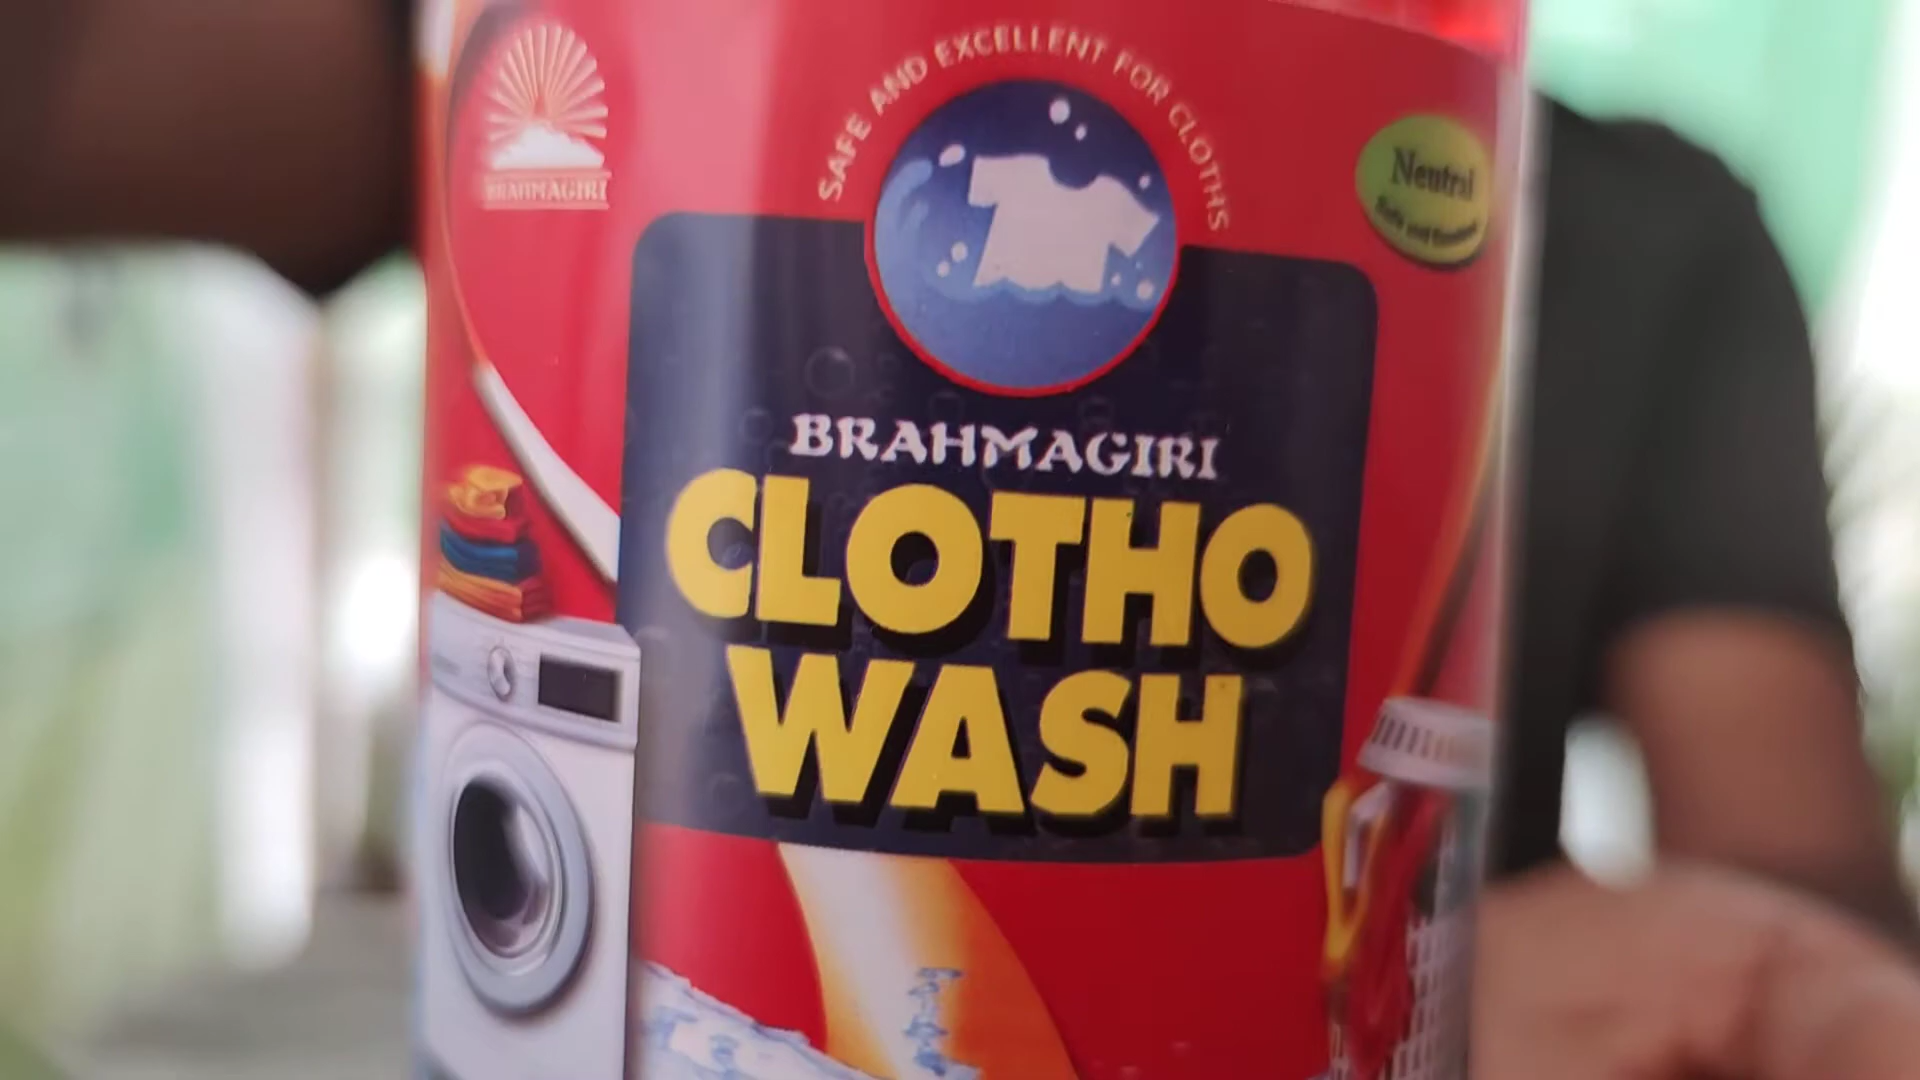 SAFE AND EXCELLENT FOR CLOTHS
BRAHMAGIRI
Neutral
BRAHMAGIRI
CLOTHO
WASH